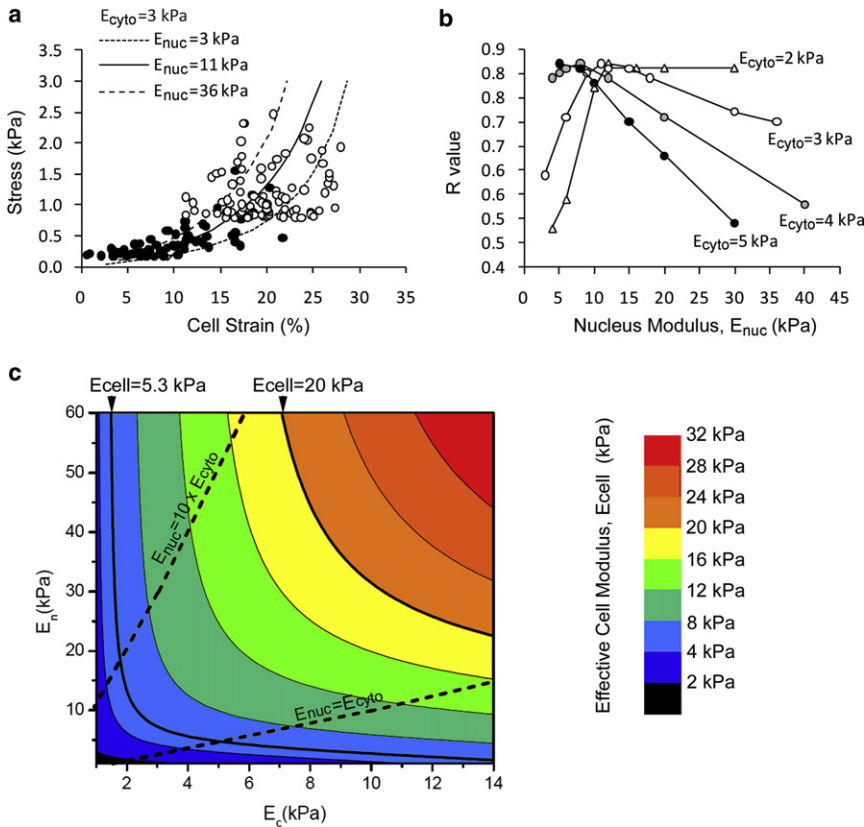 a
E_cyto=3 kPa
E_nuc=3 kPa
E_nuc=11 kPa
E_nuc=36 kPa
3.5
3.0
2.5
2.0
1.5
1.0
0.5
0.0
Stress (kPa)
0 5 10 15 20 25 30 35
Cell Strain (%)
b
0.9
0.8
0.8
0.7
0.7
0.6
0.6
0.5
0.5
0.4
R value
E_cyto=2 kPa
E_cyto=3 kPa
E_cyto=4 kPa
E_cyto=5 kPa
0 5 10 15 20 25 30 35 40 45
Nucleus Modulus, E_nuc (kPa)
c
Ecell=5.3 kPa
Ecell=20 kPa
60
50
40
30
20
10
E_n(kPa)
E_nuc=10 x E_cyto
E_nuc=E_cyto
2 4 6 8 10 12 14
E_c(kPa)
Effective Cell Modulus, Ecell (kPa)
32 kPa
28 kPa
24 kPa
20 kPa
16 kPa
12 kPa
8 kPa
4 kPa
2 kPa